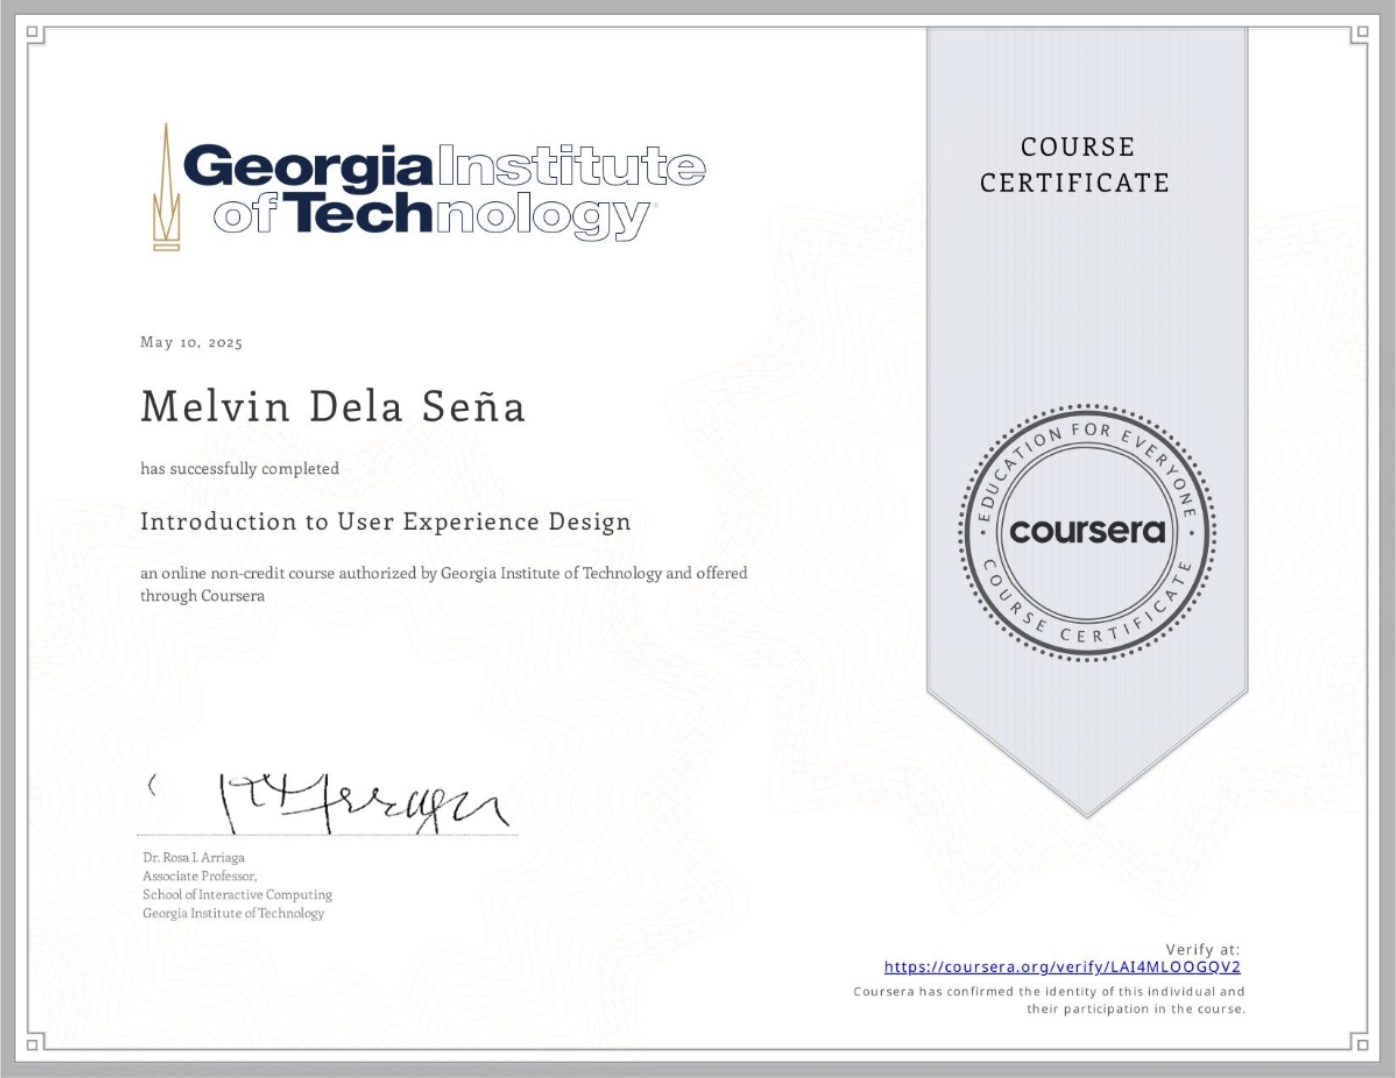 Georgia Institute
of Technology
COURSE
CERTIFICATE
May 10, 2025
Melvin Dela Seña
has successfully completed
Introduction to User Experience Design
an online non-credit course authorized by Georgia Institute of Technology and offered
through Coursera
EDUCATION FOR EVERYONE
coursera
COURSE CERTIFICATE
Dr. Rosa I. Arriaga
Associate Professor,
School of Interactive Computing
Georgia Institute of Technology
Verify at:
https://coursera.org/verify/LAI4MLOOGQV2
Coursera has confirmed the identity of this individual and
their participation in the course.